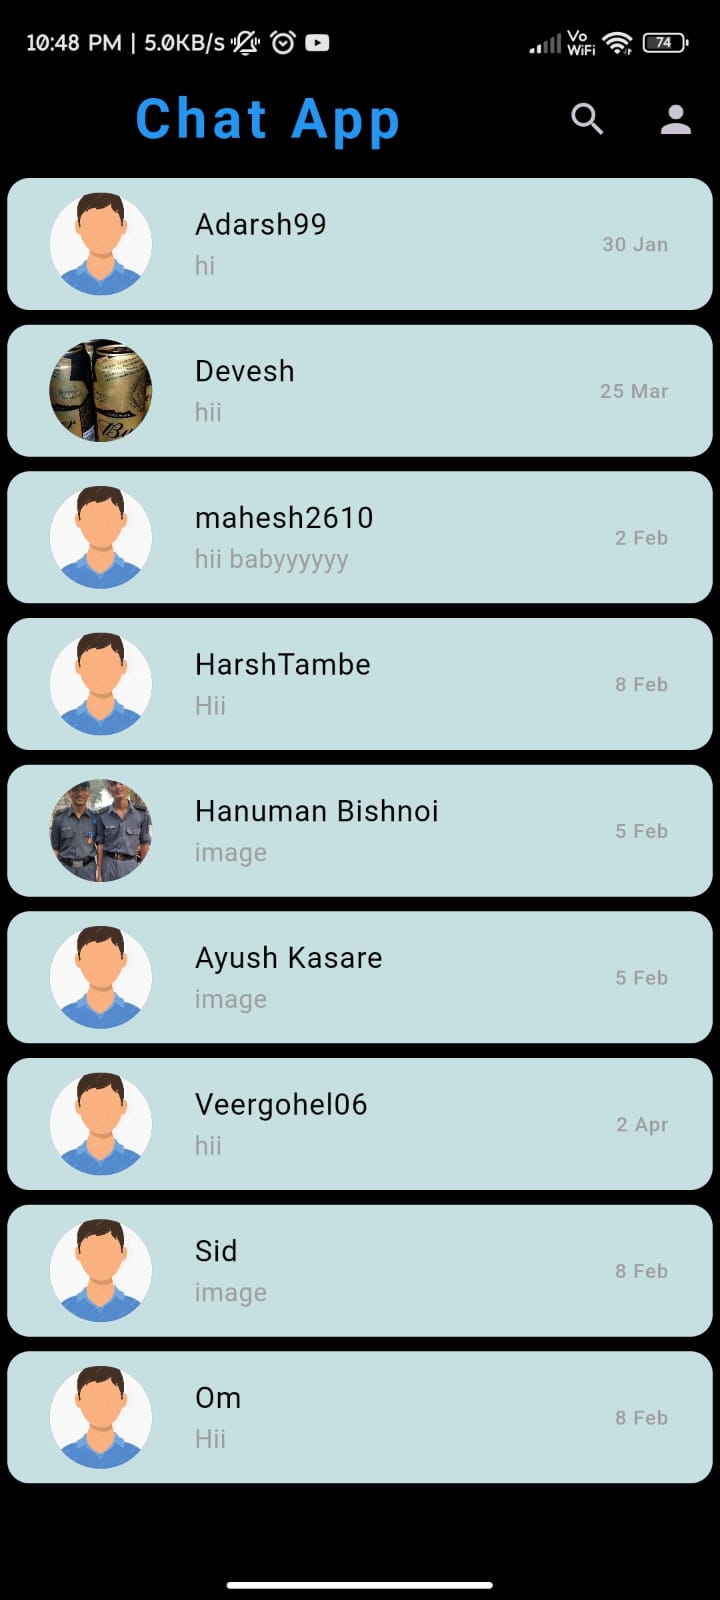 10:48 PM | 5.0KB/s
Vo
WiFi
74
Chat App
Adarsh99
hi
30 Jan
Devesh
hii
25 Mar
mahesh2610
hii babyyyyyy
2 Feb
HarshTambe
Hii
8 Feb
Hanuman Bishnoi
image
5 Feb
Ayush Kasare
image
5 Feb
Veergohel06
hii
2 Apr
Sid
image
8 Feb
Om
Hii
8 Feb